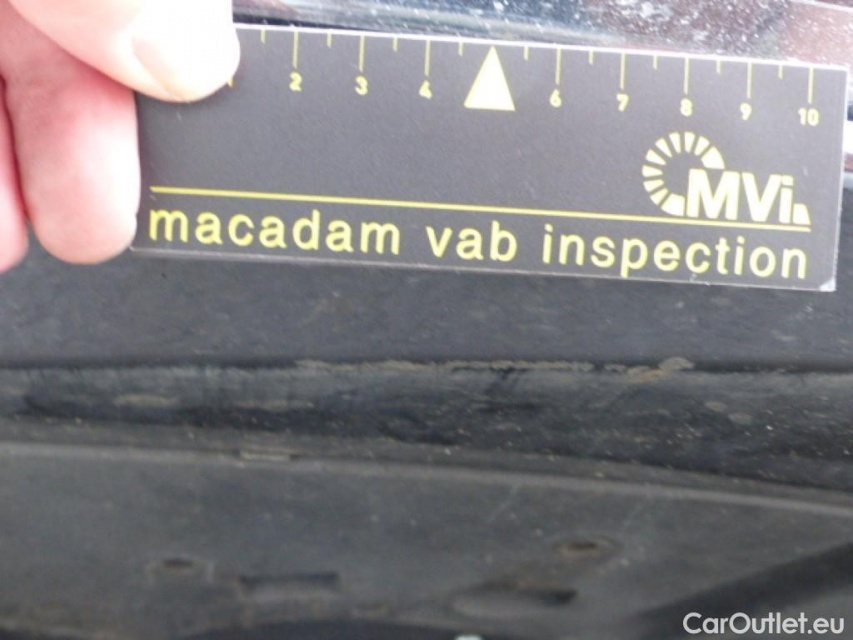 2 3 4 6 7 8 9 10
MVi
macadam vab inspection
CarOutlet.eu